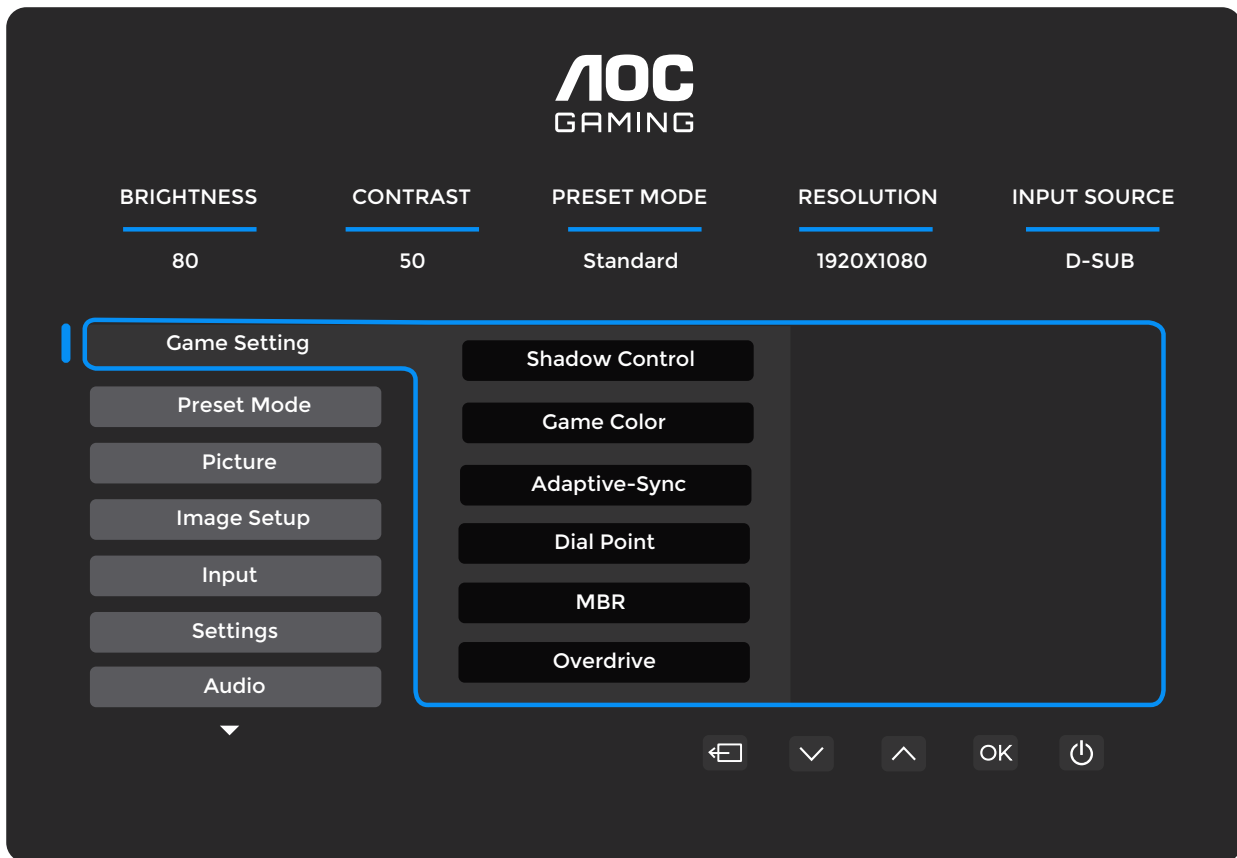 AOC
GAMING
BRIGHTNESS CONTRAST PRESET MODE RESOLUTION INPUT SOURCE
80 50 Standard 1920X1080 D-SUB
Game Setting
Preset Mode
Picture
Image Setup
Input
Settings
Audio
Shadow Control
Game Color
Adaptive-Sync
Dial Point
MBR
Overdrive
OK